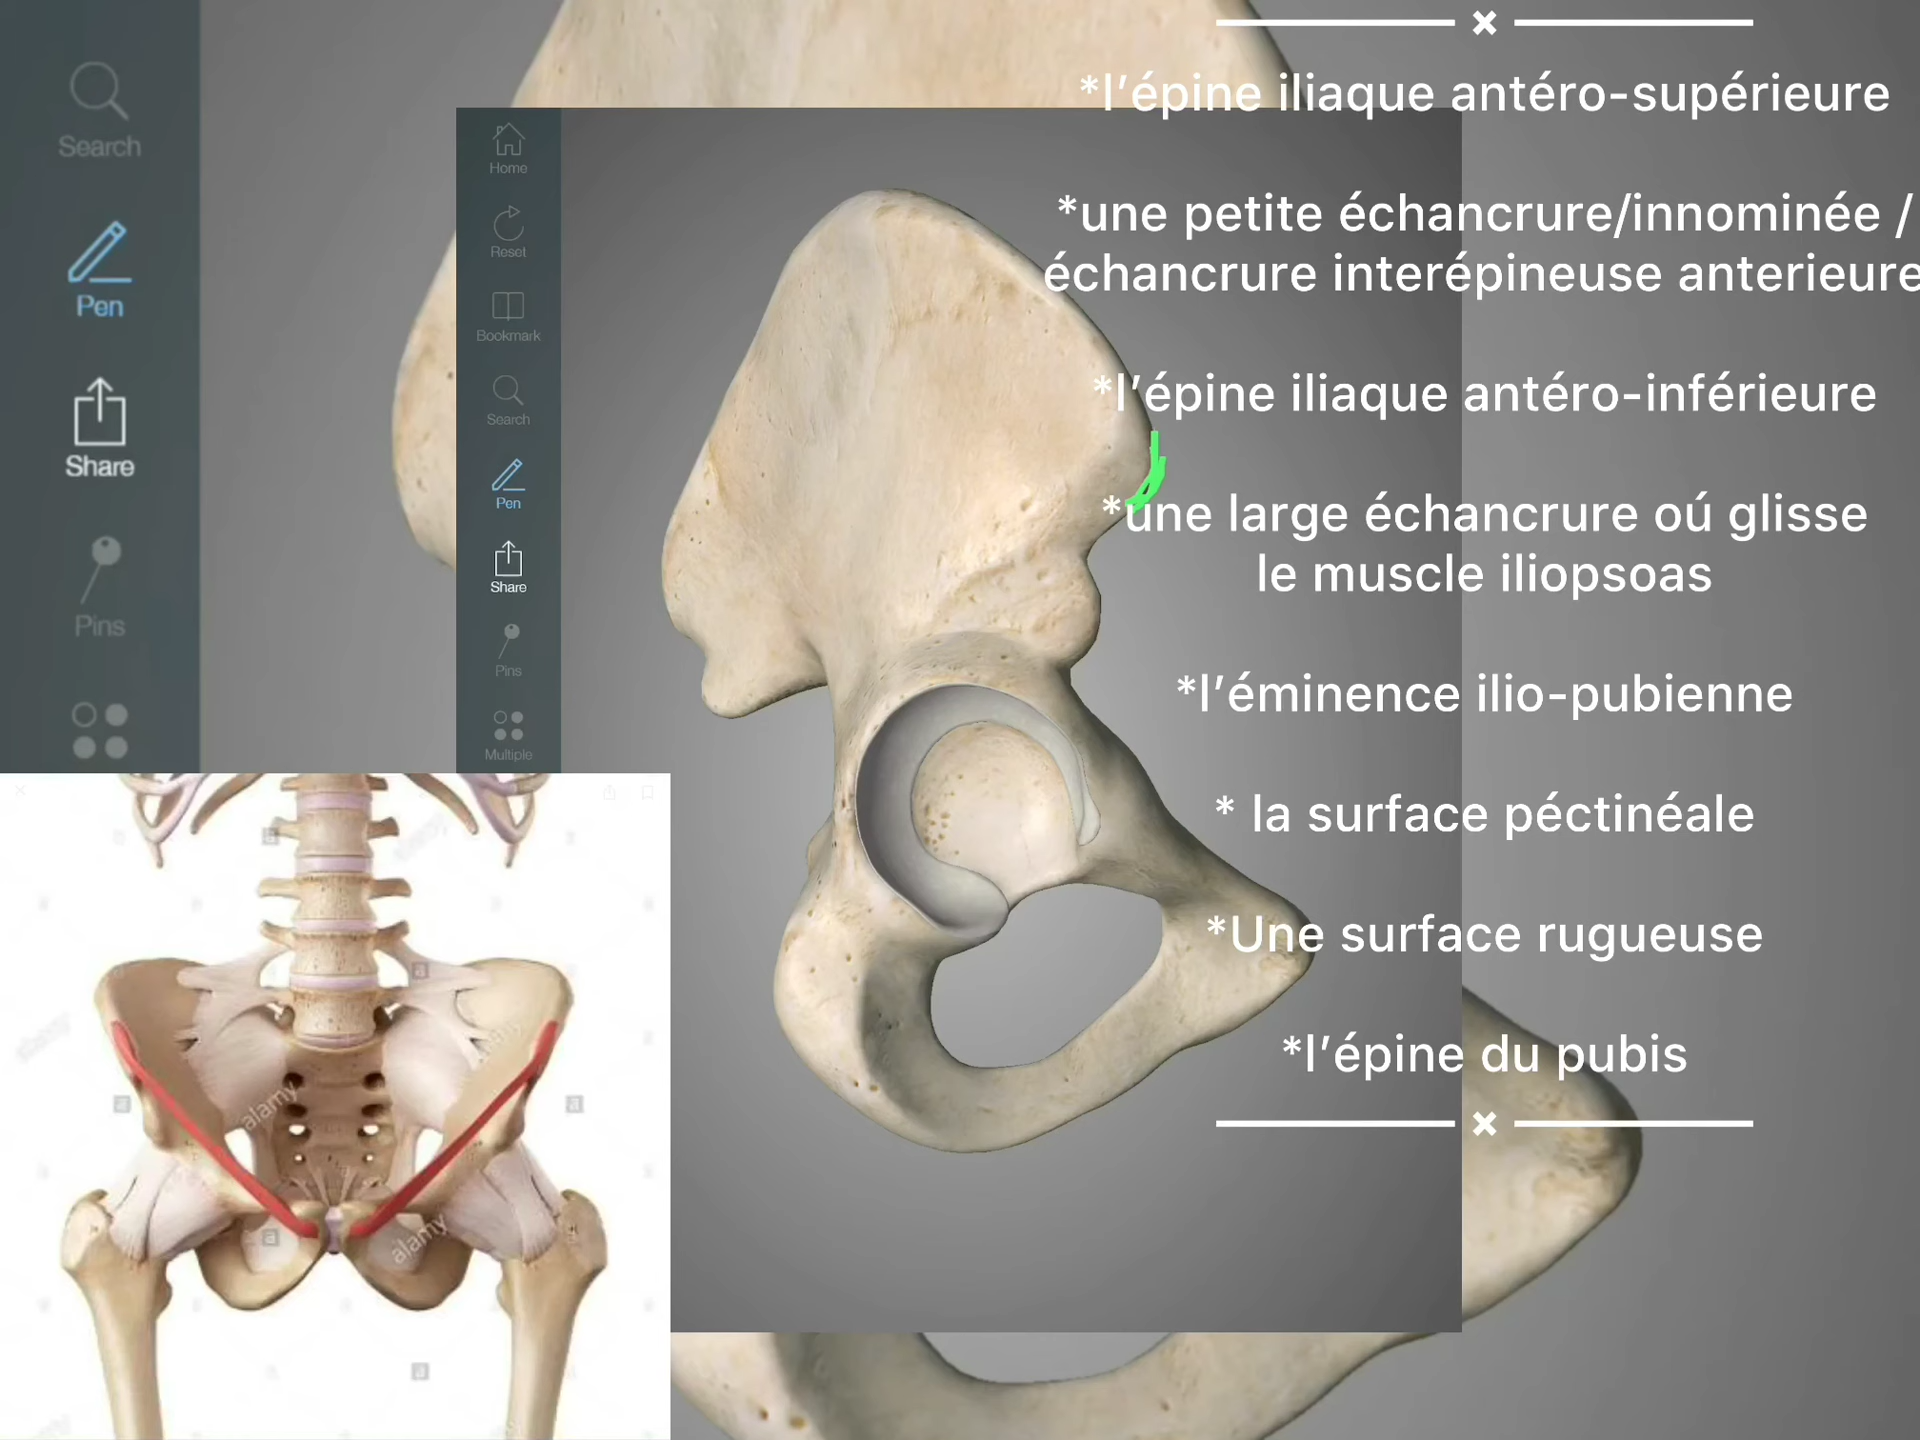 Search
Pen
Share
Pins
Home
Reset
Bookmark
Search
Pen
Share
Pins
Multiple
*l'épine iliaque antéro-supérieure
*une petite échancrure/innominée /
échancrure interépineuse anterieure
*l'épine iliaque antéro-inférieure
*une large échancrure oú glisse
le muscle iliopsoas
*l'éminence ilio-pubienne
* la surface péctinéale
*Une surface rugueuse
*l'épine du pubis
alamy
alamy
a
a
a
a
a
a